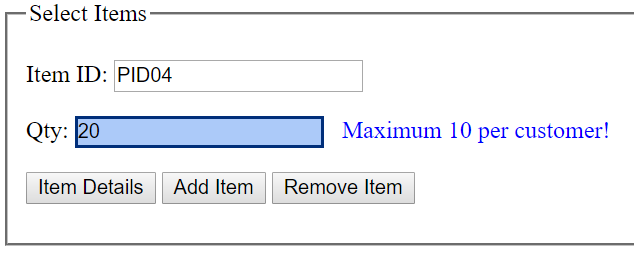 Select Items
Item ID: PID04
Qty: 20 Maximum 10 per customer!
Item Details Add Item Remove Item